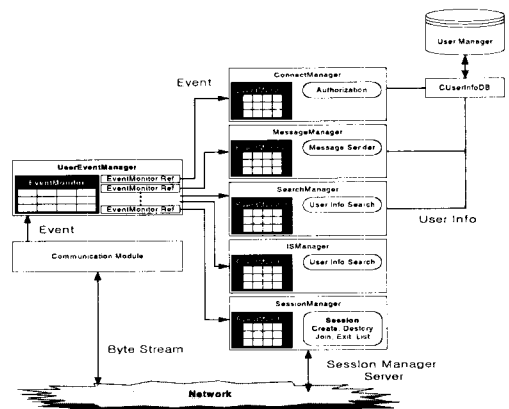 User Manager
ConnectManager
Event
Authorization
CUserInfoDB
MessageManager
Message Sender
UserEventManager
EventMonitor
EventMonitor Ref
EventMonitor Ref
EventMonitor Ref
SearchManager
User Info Search
User Info
Event
Communication Module
ISManager
User Info Search
SessionManager
Session
Create, Destory
Join, Exit, List
Byte Stream
Session Manager
Server
Network